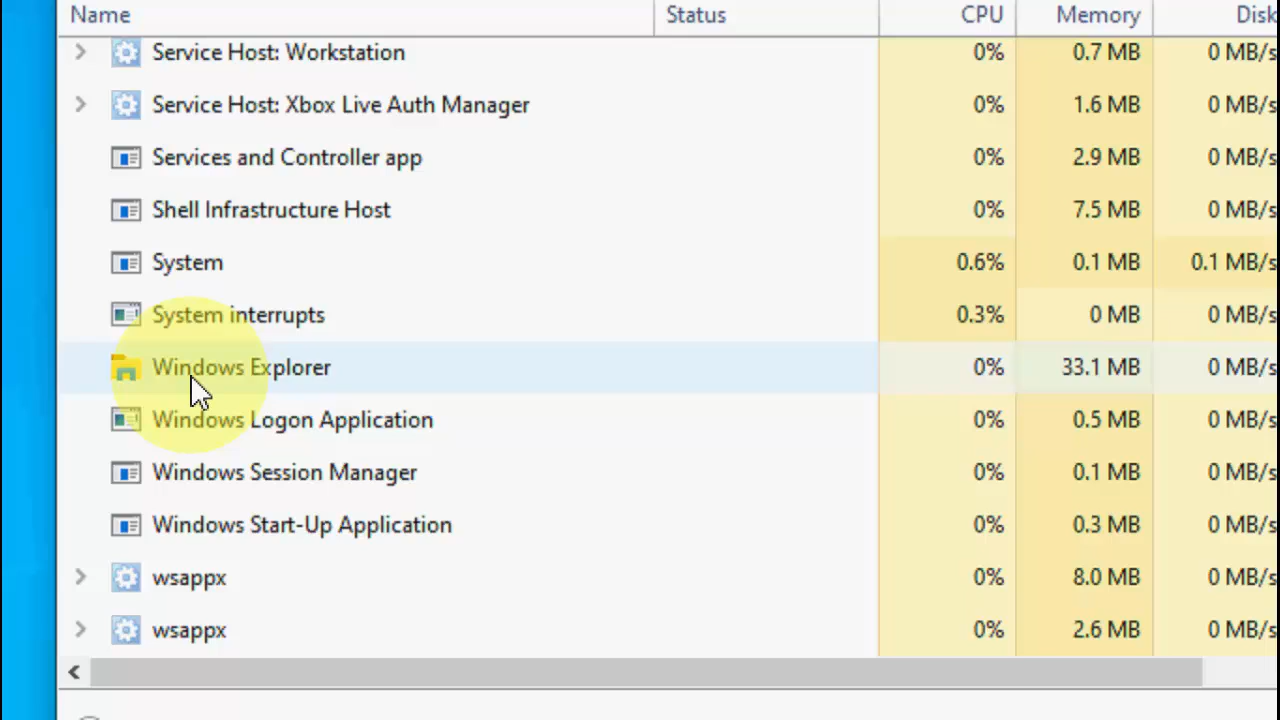 Name Status CPU Memory Disk
Service Host: Workstation 0% 0.7 MB 0 MB/s
Service Host: Xbox Live Auth Manager 0% 1.6 MB 0 MB/s
Services and Controller app 0% 2.9 MB 0 MB/s
Shell Infrastructure Host 0% 7.5 MB 0 MB/s
System 0.6% 0.1 MB 0.1 MB/s
System interrupts 0.3% 0 MB 0 MB/s
Windows Explorer 0% 33.1 MB 0 MB/s
Windows Logon Application 0% 0.5 MB 0 MB/s
Windows Session Manager 0% 0.1 MB 0 MB/s
Windows Start-Up Application 0% 0.3 MB 0 MB/s
wsappx 0% 8.0 MB 0 MB/s
wsappx 0% 2.6 MB 0 MB/s